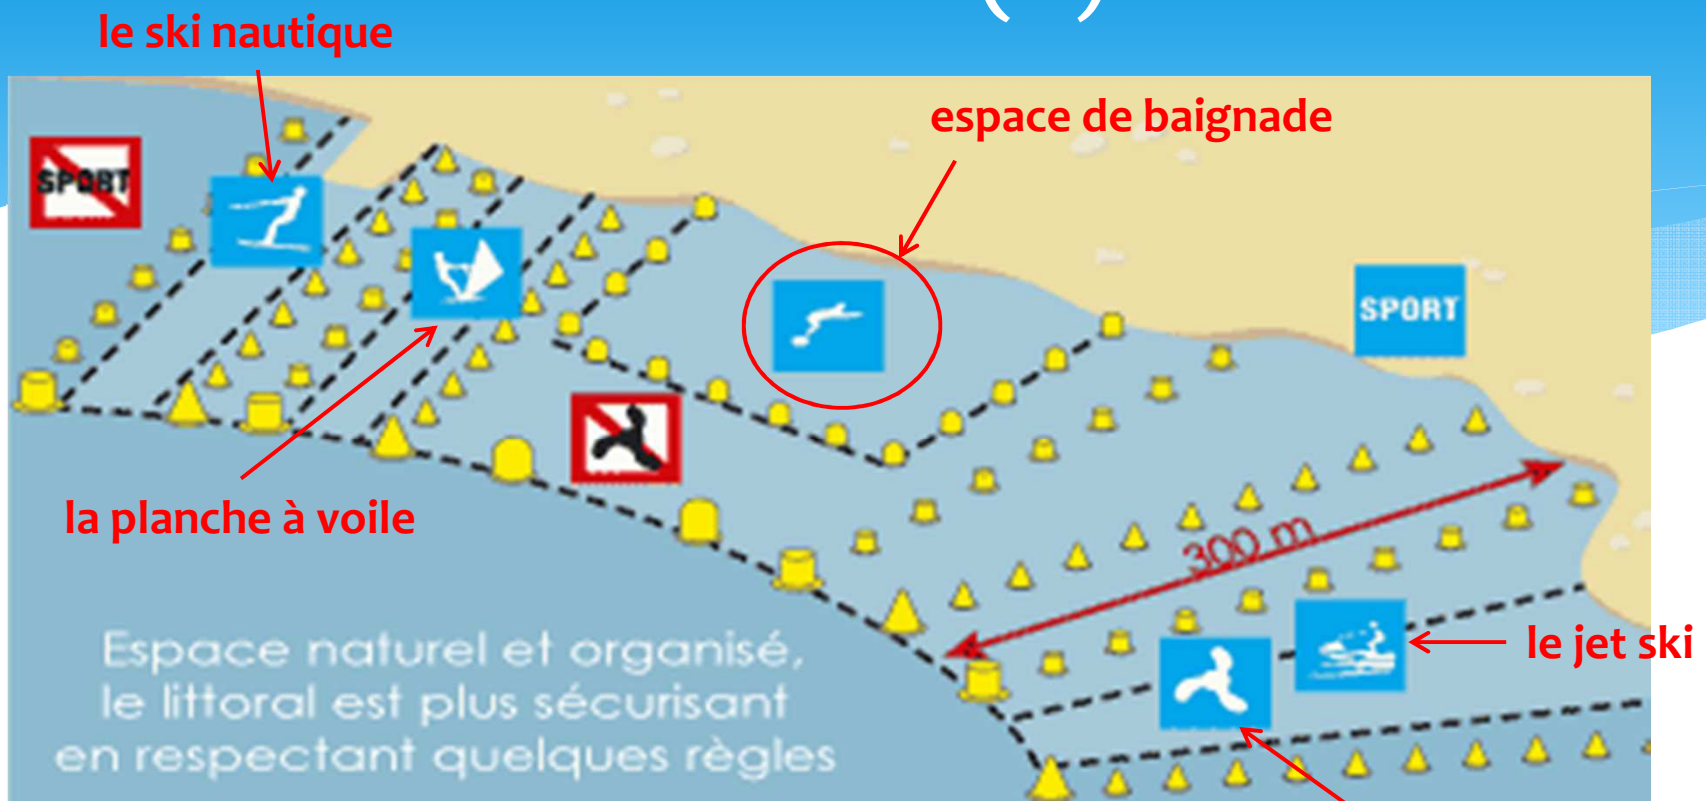 ( )
le ski nautique
espace de baignade
SPORT
SPORT
la planche à voile
300 m
Espace naturel et organisé,
le littoral est plus sécurisant
en respectant quelques règles
le jet ski